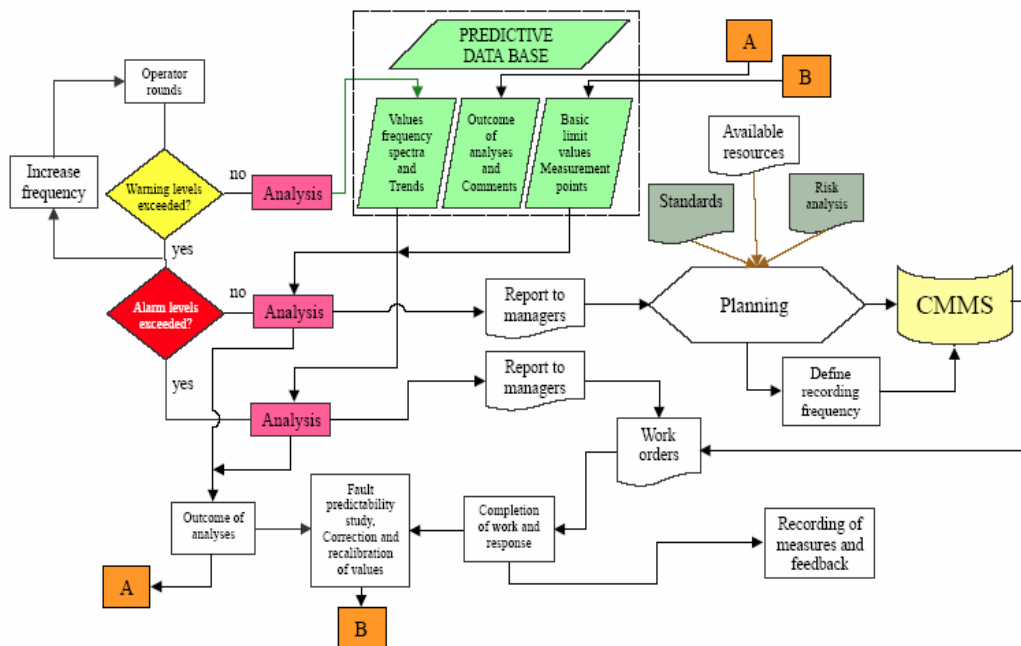 PREDICTIVE
DATA BASE
A
B
Operator
rounds
Increase
frequency
Warning levels
exceeded?
no
Analysis
Values
frequency
spectra
and
Trends
Outcome
of
analyses
and
Comments
Basic
limit
values
Measurement
points
Available
resources
Standards
Risk
analysis
yes
Alarm levels
exceeded?
no
Analysis
Report to
managers
Planning
CMMS
yes
Analysis
Report to
managers
Define
recording
frequency
Work
orders
Outcome of
analyses
Fault
predictability
study,
Correction and
recalibration
of values
Completion
of work and
response
Recording of
measures and
feedback
A
B